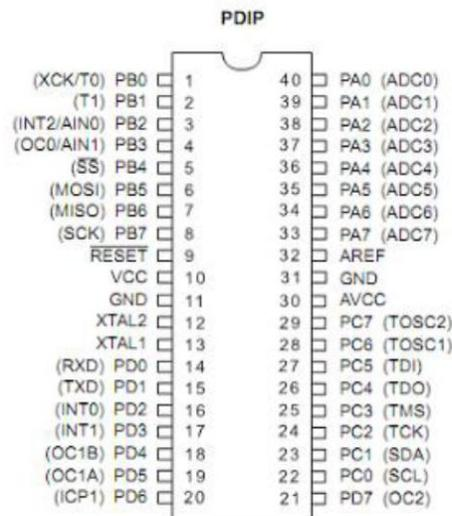 PDIP
(XCK/T0) PB0 1 40 PA0 (ADC0)
(T1) PB1 2 39 PA1 (ADC1)
(INT2/AIN0) PB2 3 38 PA2 (ADC2)
(OC0/AIN1) PB3 4 37 PA3 (ADC3)
(SS) PB4 5 36 PA4 (ADC4)
(MOSI) PB5 6 35 PA5 (ADC5)
(MISO) PB6 7 34 PA6 (ADC6)
(SCK) PB7 8 33 PA7 (ADC7)
RESET 9 32 AREF
VCC 10 31 GND
GND 11 30 AVCC
XTAL2 12 29 PC7 (TOSC2)
XTAL1 13 28 PC6 (TOSC1)
(RXD) PD0 14 27 PC5 (TDI)
(TXD) PD1 15 26 PC4 (TDO)
(INT0) PD2 16 25 PC3 (TMS)
(INT1) PD3 17 24 PC2 (TCK)
(OC1B) PD4 18 23 PC1 (SDA)
(OC1A) PD5 19 22 PC0 (SCL)
(ICP1) PD6 20 21 PD7 (OC2)